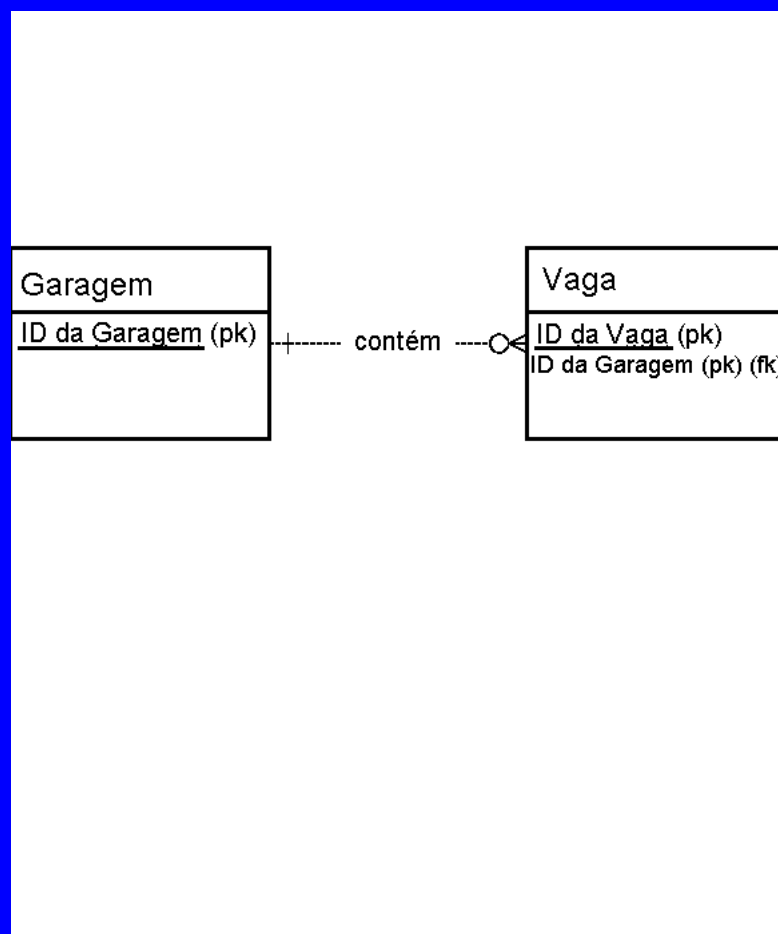 Garagem
ID da Garagem (pk)
contém
Vaga
ID da Vaga (pk)
ID da Garagem (pk) (fk)